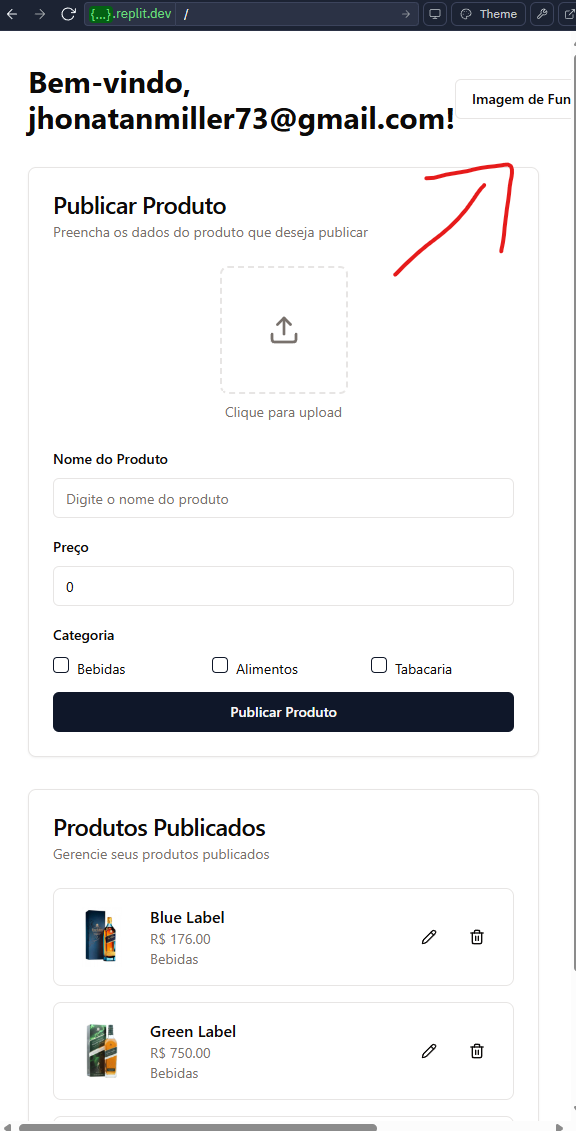 {...}.replit.dev /
Theme
Bem-vindo,
jhonatanmiller73@gmail.com!
Imagem de Fun
Publicar Produto
Preencha os dados do produto que deseja publicar
Clique para upload
Nome do Produto
Digite o nome do produto
Preço
0
Categoria
Bebidas
Alimentos
Tabacaria
Publicar Produto
Produtos Publicados
Gerencie seus produtos publicados
Blue Label
R$ 176.00
Bebidas
Green Label
R$ 750.00
Bebidas